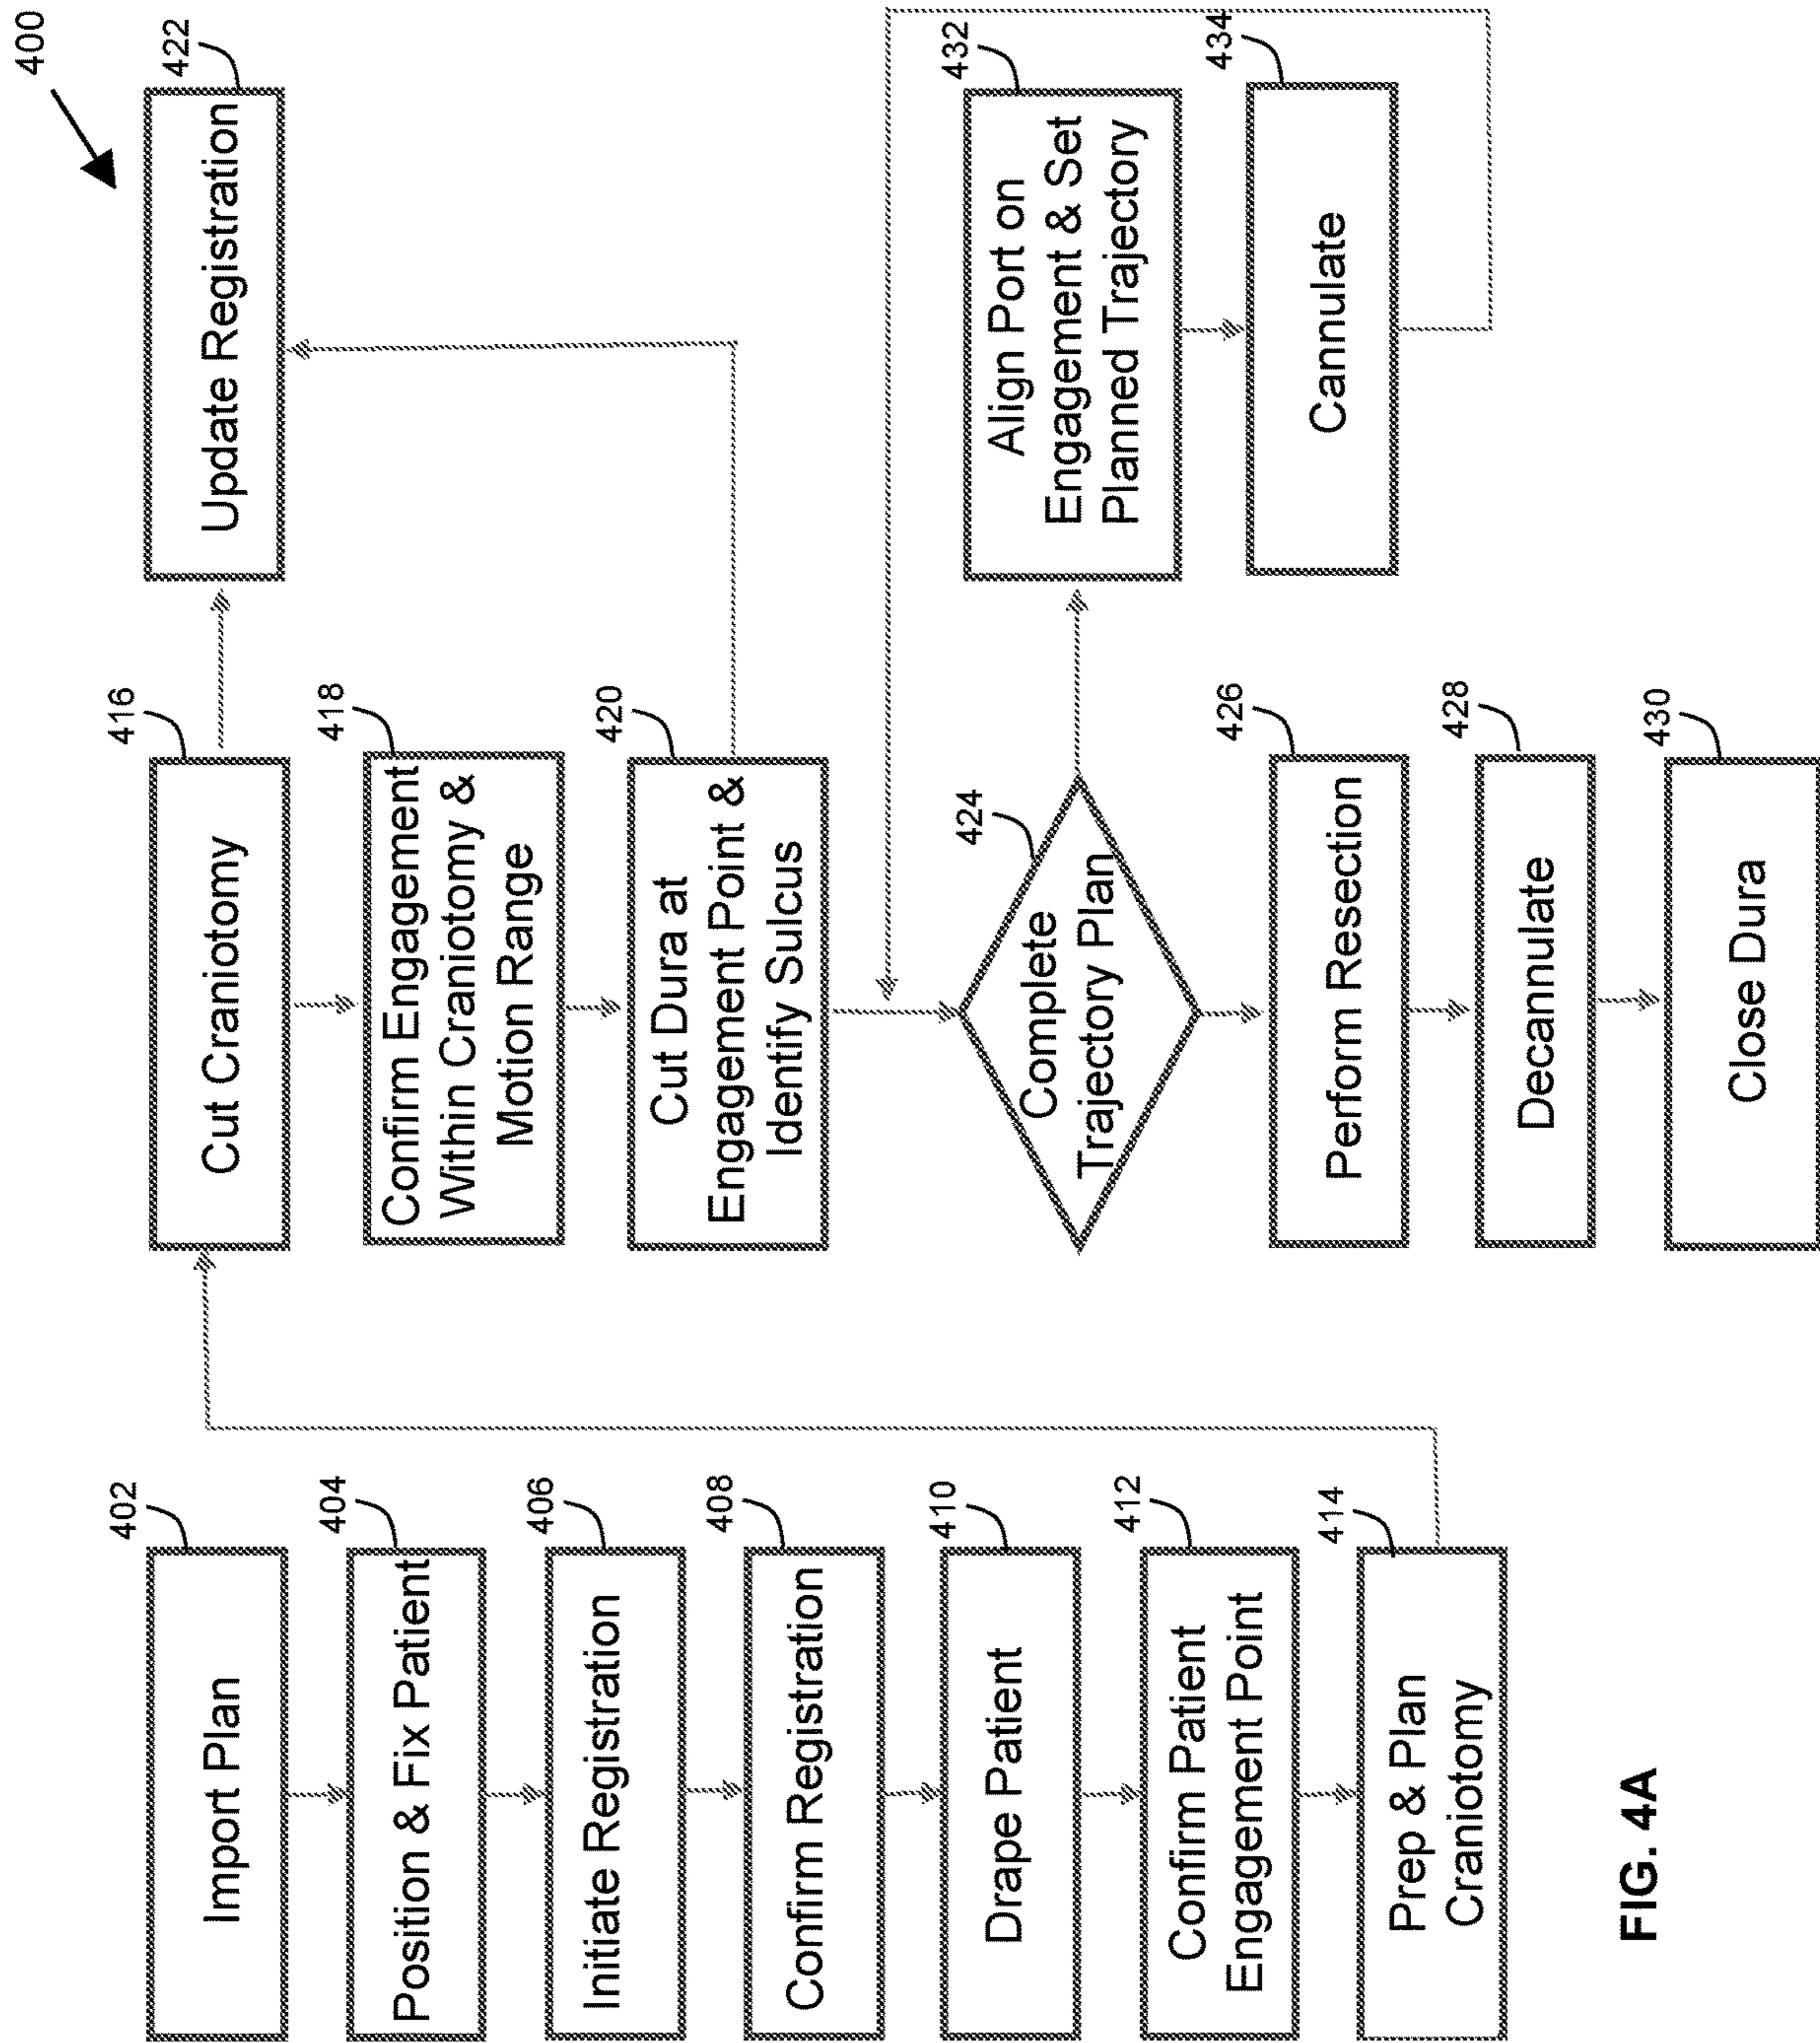 400
402
Import Plan
404
Position & Fix Patient
406
Initiate Registration
408
Confirm Registration
410
Drape Patient
412
Confirm Patient
Engagement Point
414
Prep & Plan
Craniotomy
416
Cut Craniotomy
418
Confirm Engagement
Within Craniotomy &
Motion Range
420
Cut Dura at
Engagement Point &
Identify Sulcus
422
Update Registration
424
Complete
Trajectory Plan
426
Perform Resection
428
Decannulate
430
Close Dura
432
Align Port on
Engagement & Set
Planned Trajectory
434
Cannulate
FIG. 4A